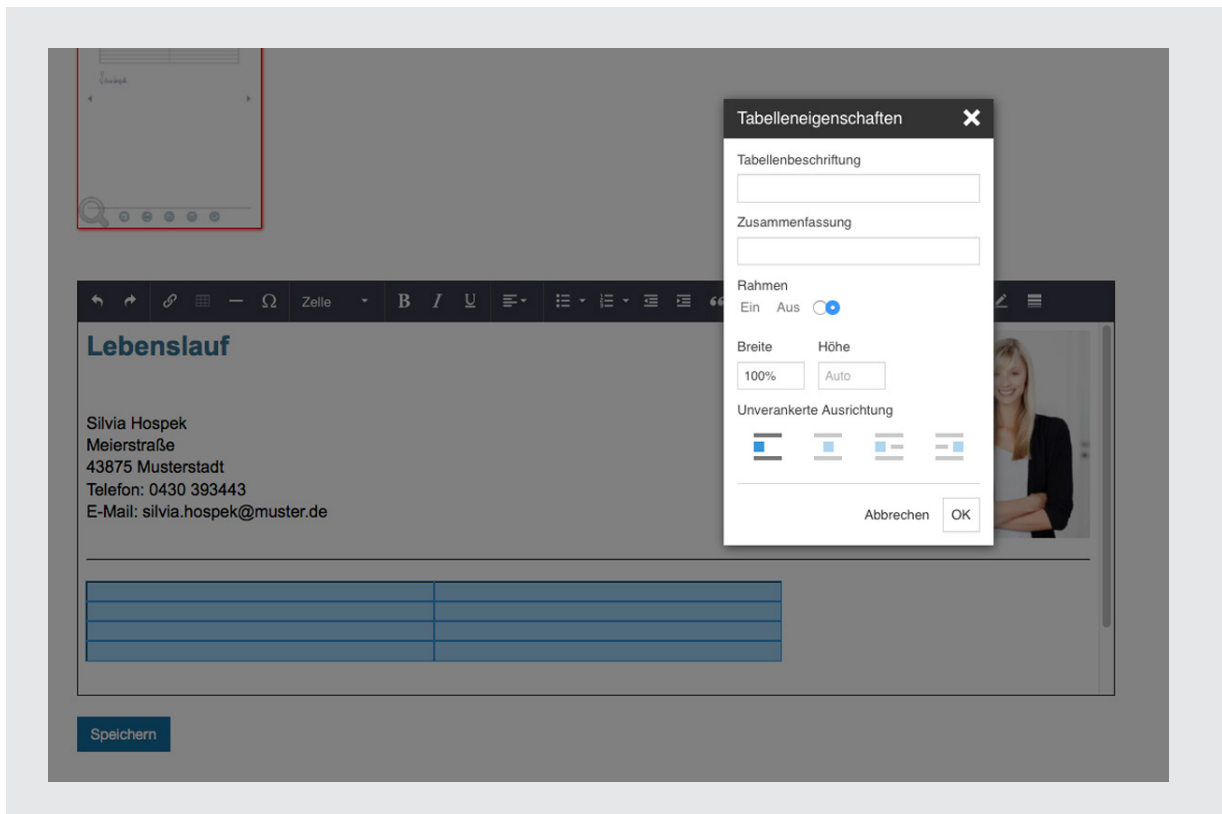 Tabelleneigenschaften
Tabellenbeschriftung
Zusammenfassung
Rahmen
Ein Aus
Breite Höhe
100% Auto
Unverankerte Ausrichtung
Abbrechen OK
Ω Zelle B I U
Lebenslauf
Silvia Hospek
Meierstraße
43875 Musterstadt
Telefon: 0430 393443
E-Mail: silvia.hospek@muster.de
Speichern